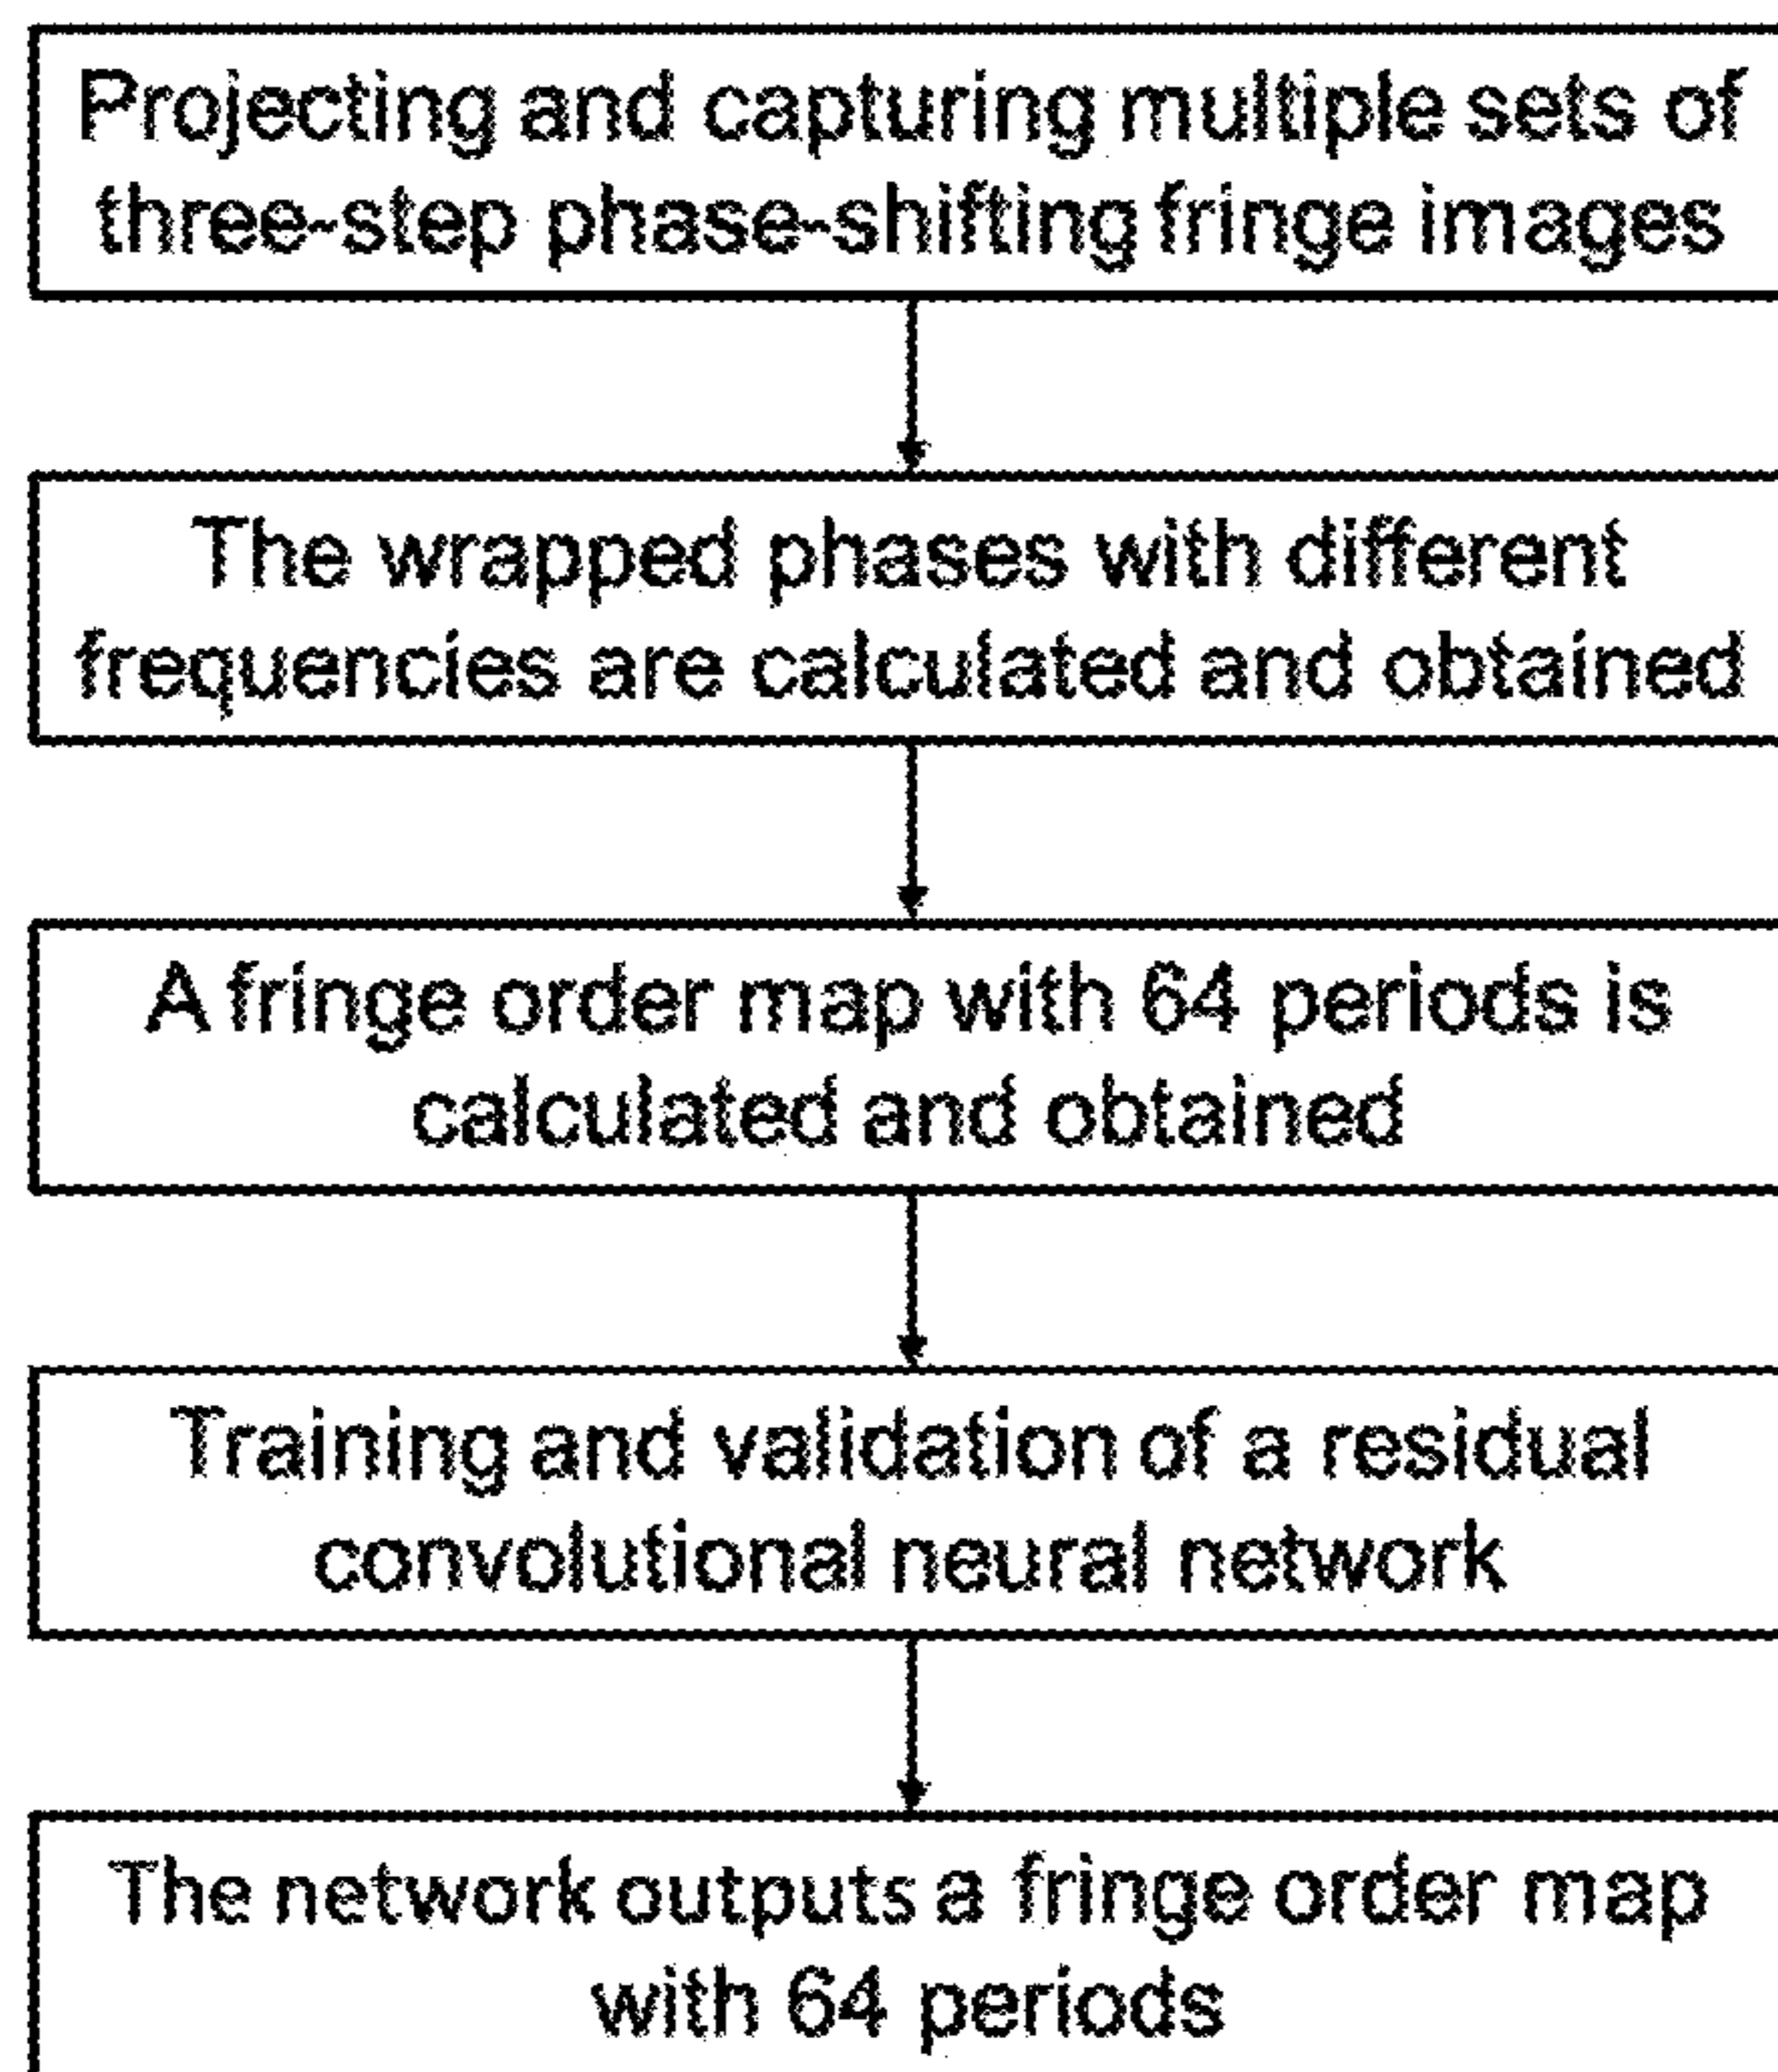 Projecting and capturing multiple sets of
three-step phase-shifting fringe images
The wrapped phases with different
frequencies are calculated and obtained
A fringe order map with 64 periods is
calculated and obtained
Training and validation of a residual
convolutional neural network
The network outputs a fringe order map
with 64 periods